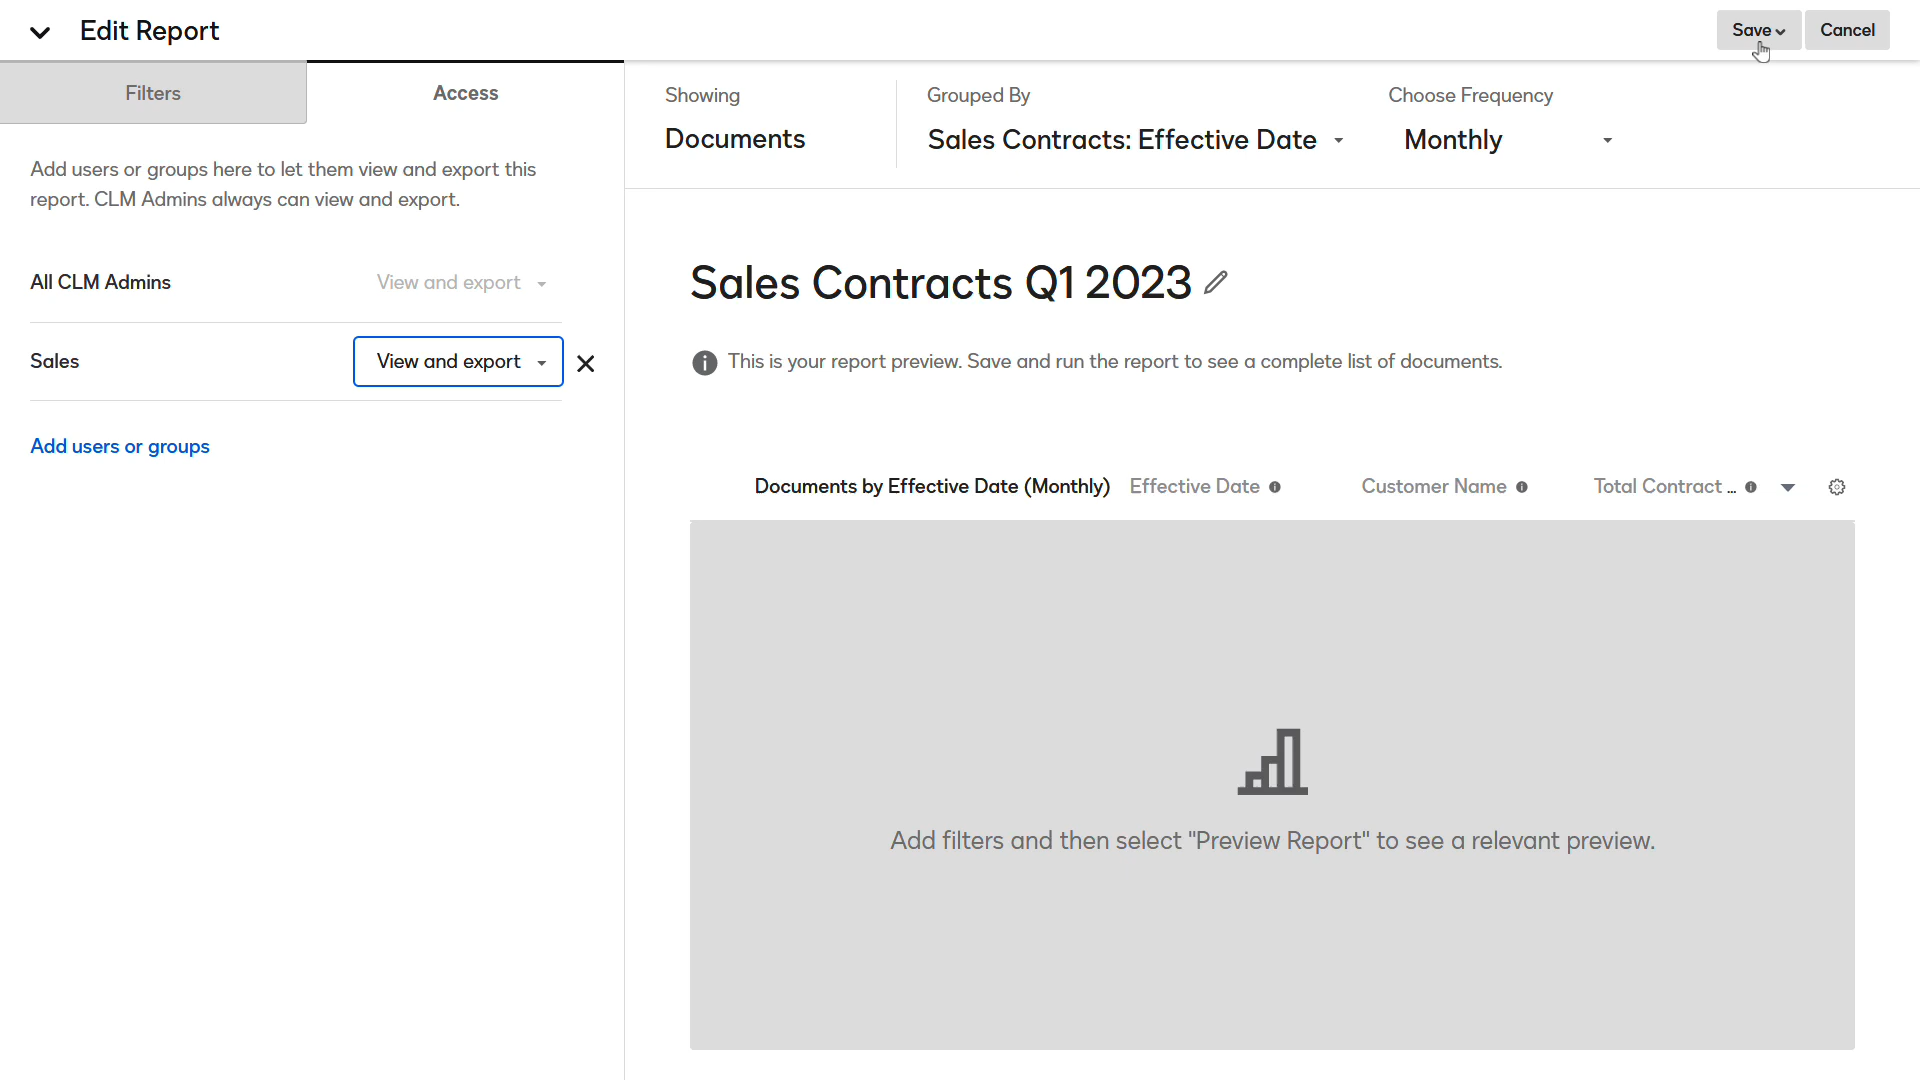 Edit Report
Save
Cancel
Filters
Access
Add users or groups here to let them view and export this
report. CLM Admins always can view and export.
All CLM Admins
View and export
Sales
View and export
Add users or groups
Showing
Documents
Grouped By
Sales Contracts: Effective Date
Choose Frequency
Monthly
Sales Contracts Q1 2023
This is your report preview. Save and run the report to see a complete list of documents.
Documents by Effective Date (Monthly)
Effective Date
Customer Name
Total Contract ...
Add filters and then select "Preview Report" to see a relevant preview.